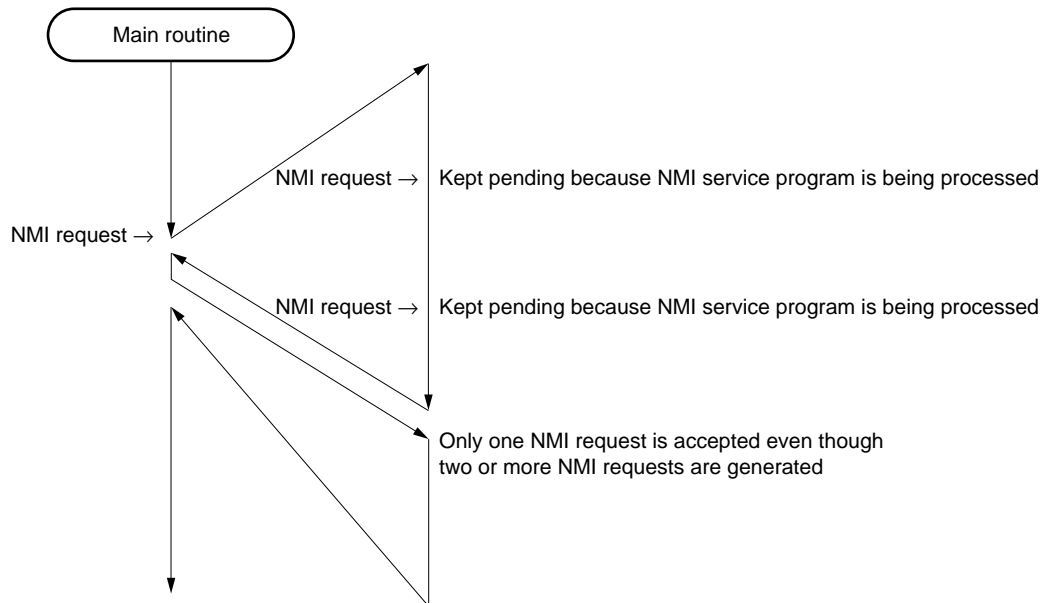 Main routine
NMI request → Kept pending because NMI service program is being processed
NMI request →
NMI request → Kept pending because NMI service program is being processed
Only one NMI request is accepted even though
two or more NMI requests are generated